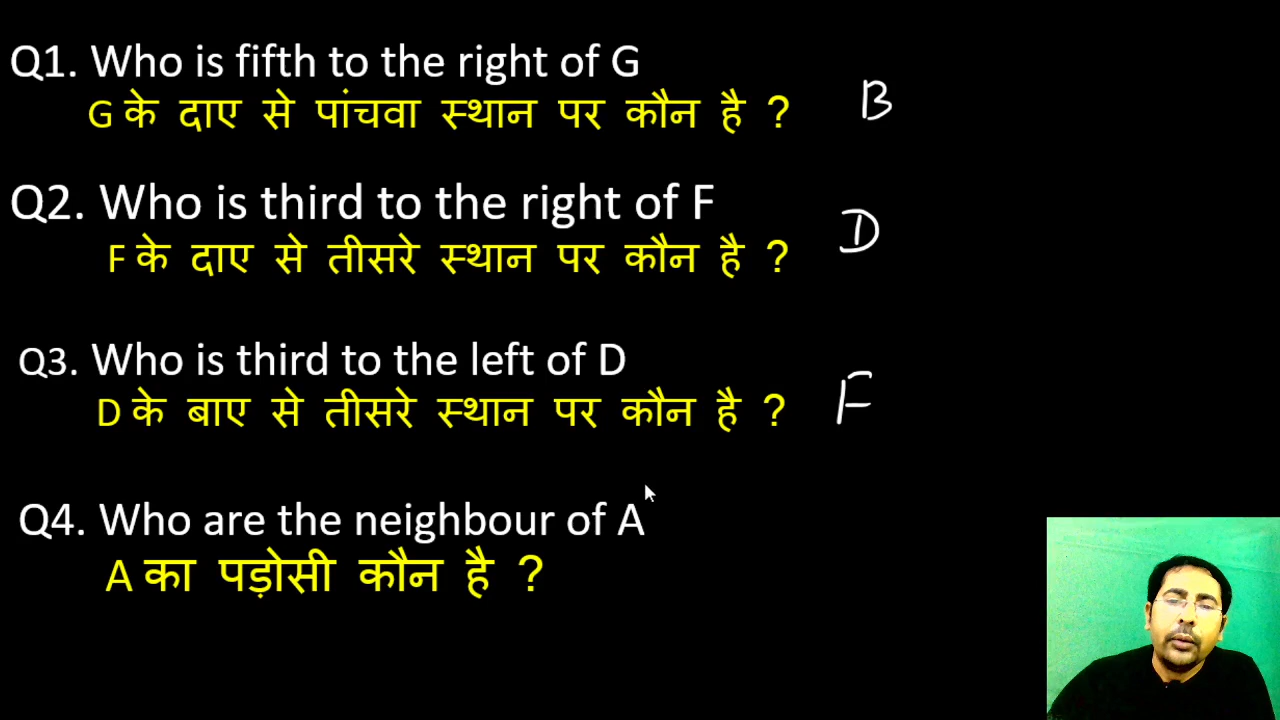 Q1. Who is fifth to the right of G
G के दाए से पांचवा स्थान पर कौन है ? B
Q2. Who is third to the right of F
F के दाए से तीसरे स्थान पर कौन है ? D
Q3. Who is third to the left of D
D के बाए से तीसरे स्थान पर कौन है ? F
Q4. Who are the neighbour of A
A का पड़ोसी कौन है ?